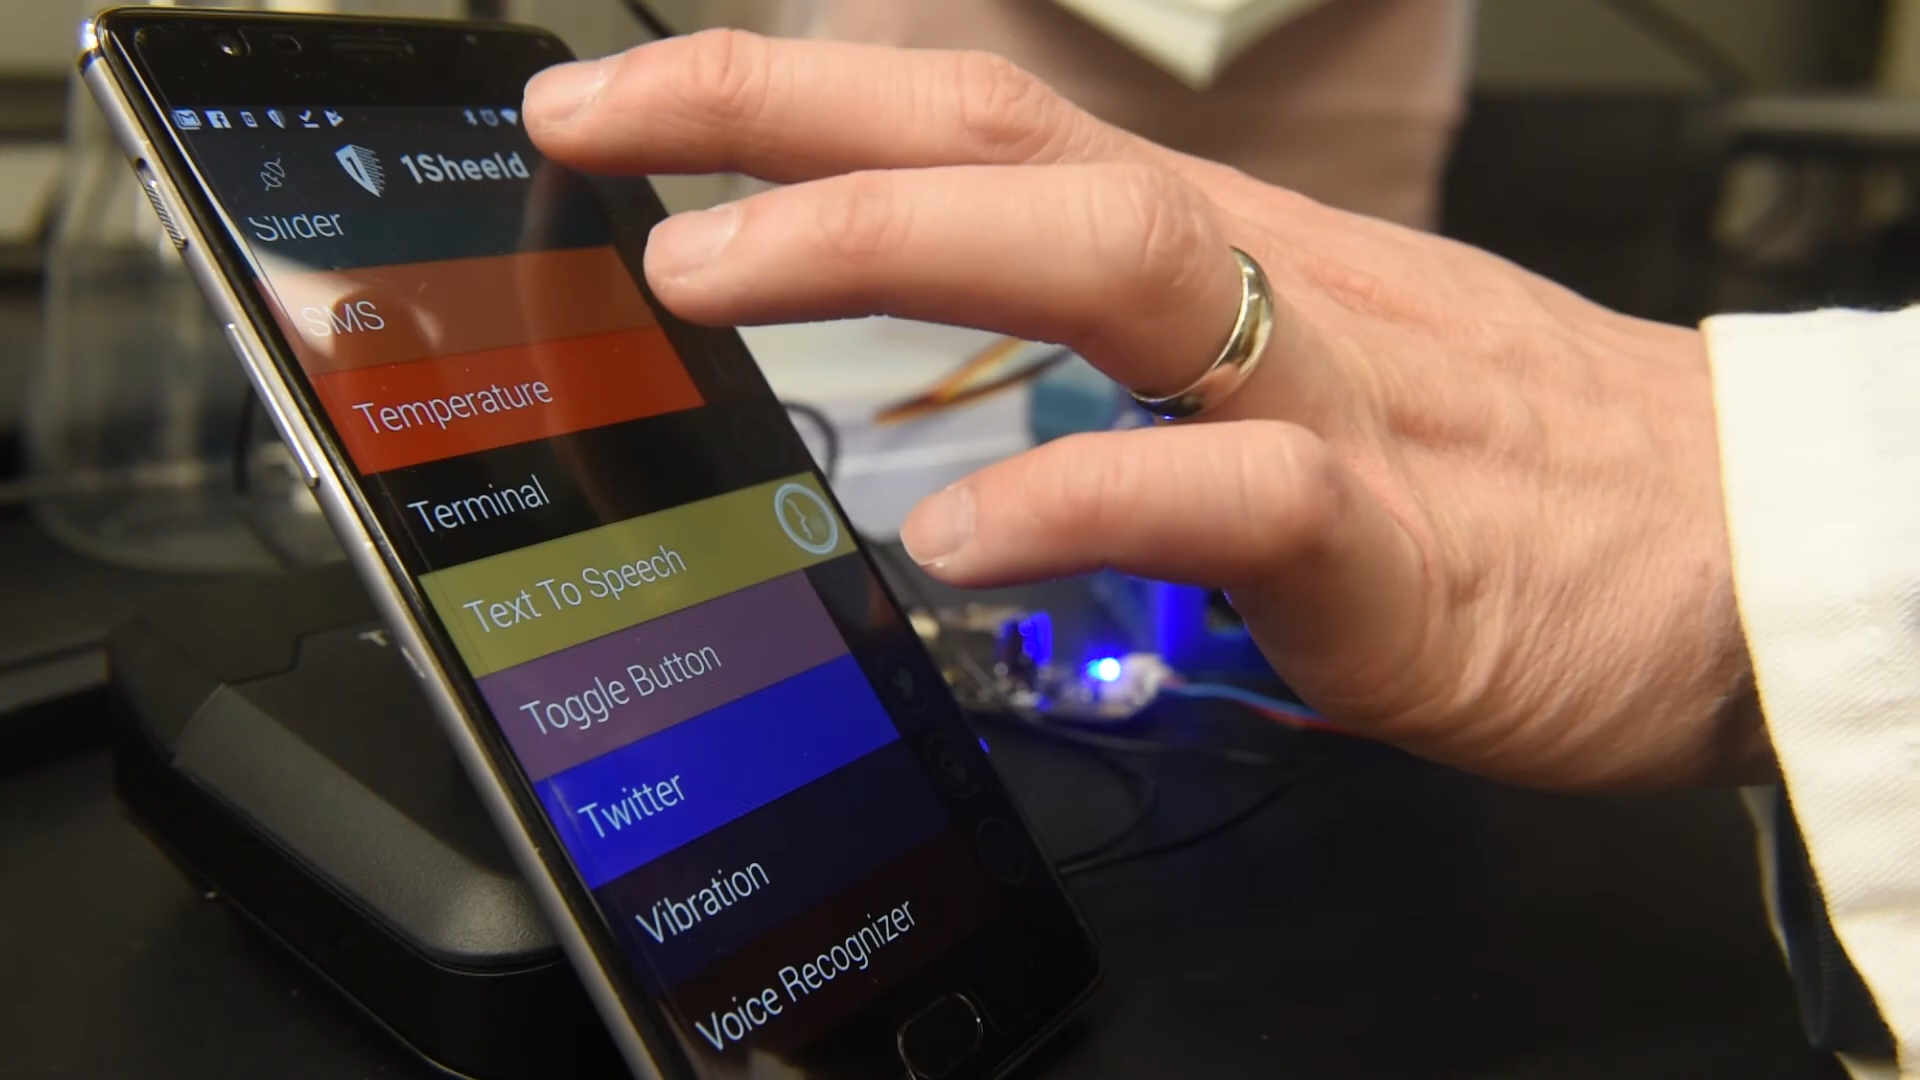 1Sheeld
Slider
SMS
Temperature
Terminal
Text To Speech
Toggle Button
Twitter
Vibration
Voice Recognizer